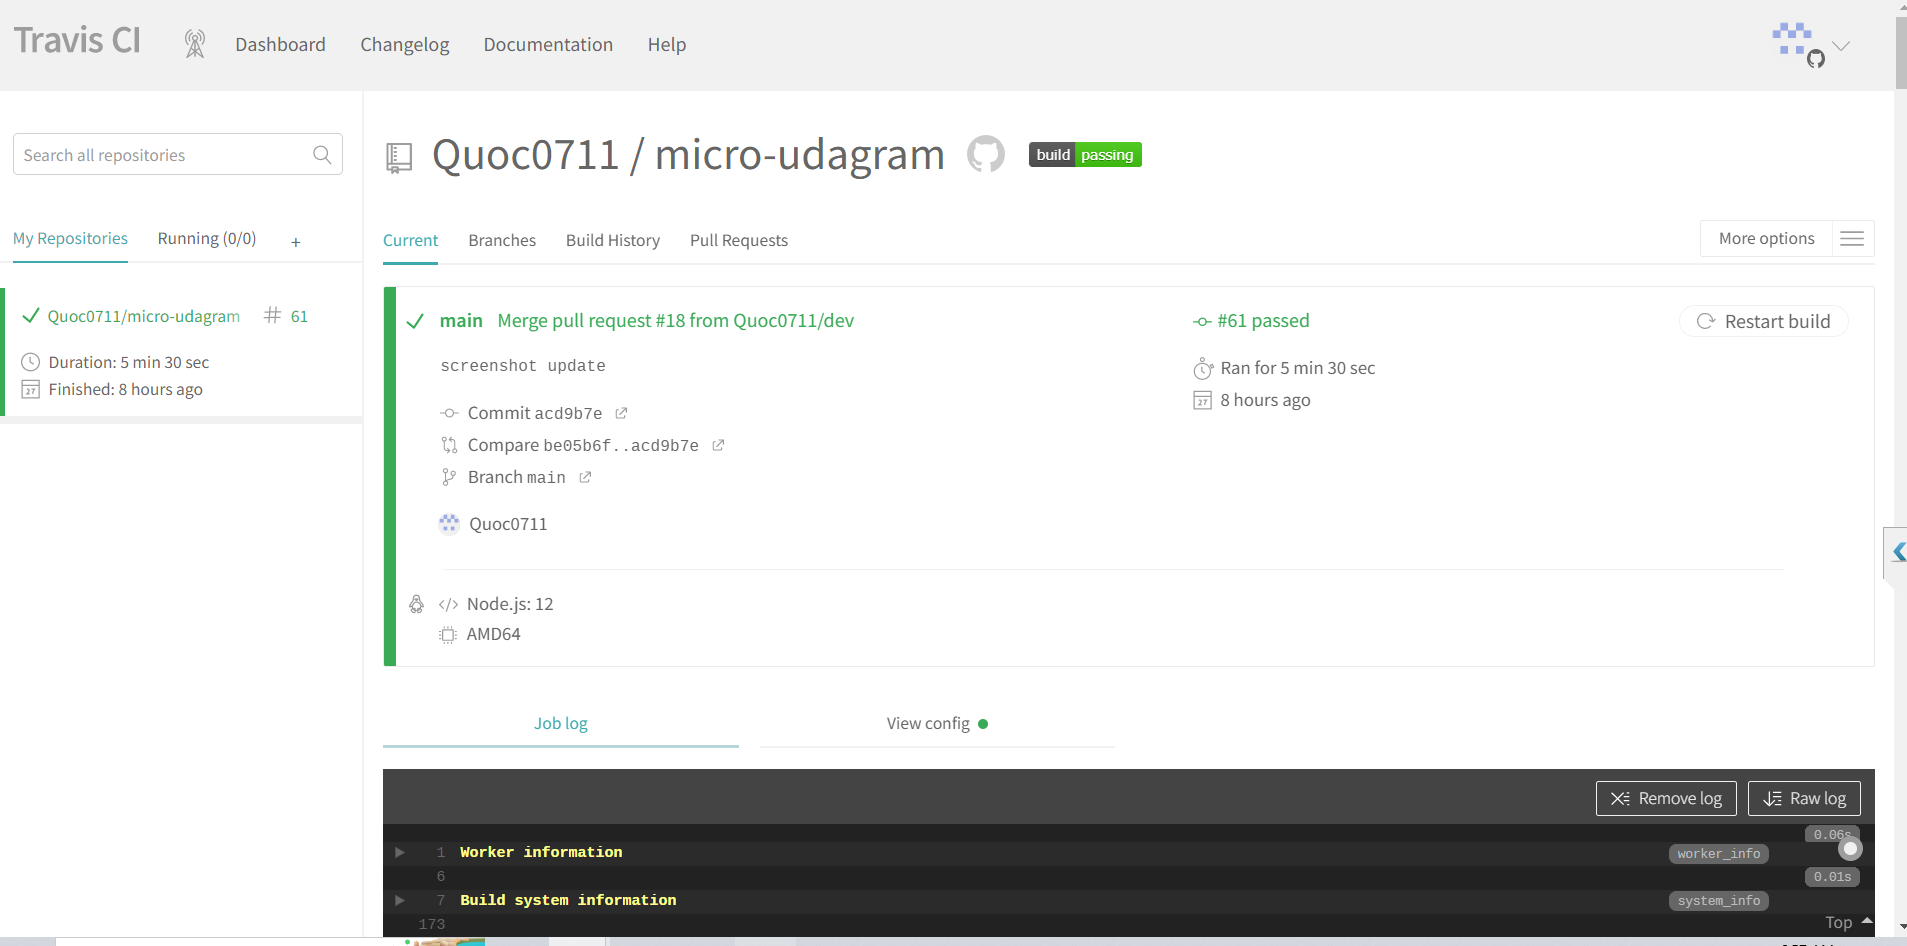 Travis CI
Dashboard
Changelog
Documentation
Help
Search all repositories
My Repositories
Running (0/0)
+
Quoc0711/micro-udagram
# 61
Duration: 5 min 30 sec
27
Finished: 8 hours ago
Quoc0711 / micro-udagram
build passing
Current
Branches
Build History
Pull Requests
More options
main Merge pull request #18 from Quoc0711/dev
screenshot update
Commit acd9b7e
Compare be05b6f..acd9b7e
Branch main
Quoc0711
#61 passed
Ran for 5 min 30 sec
27
8 hours ago
Restart build
</> Node.js: 12
AMD64
Job log
View config
Remove log
Raw log
0.06s
1 Worker information
worker_info
6
0.01s
7 Build system information
system_info
173
Top